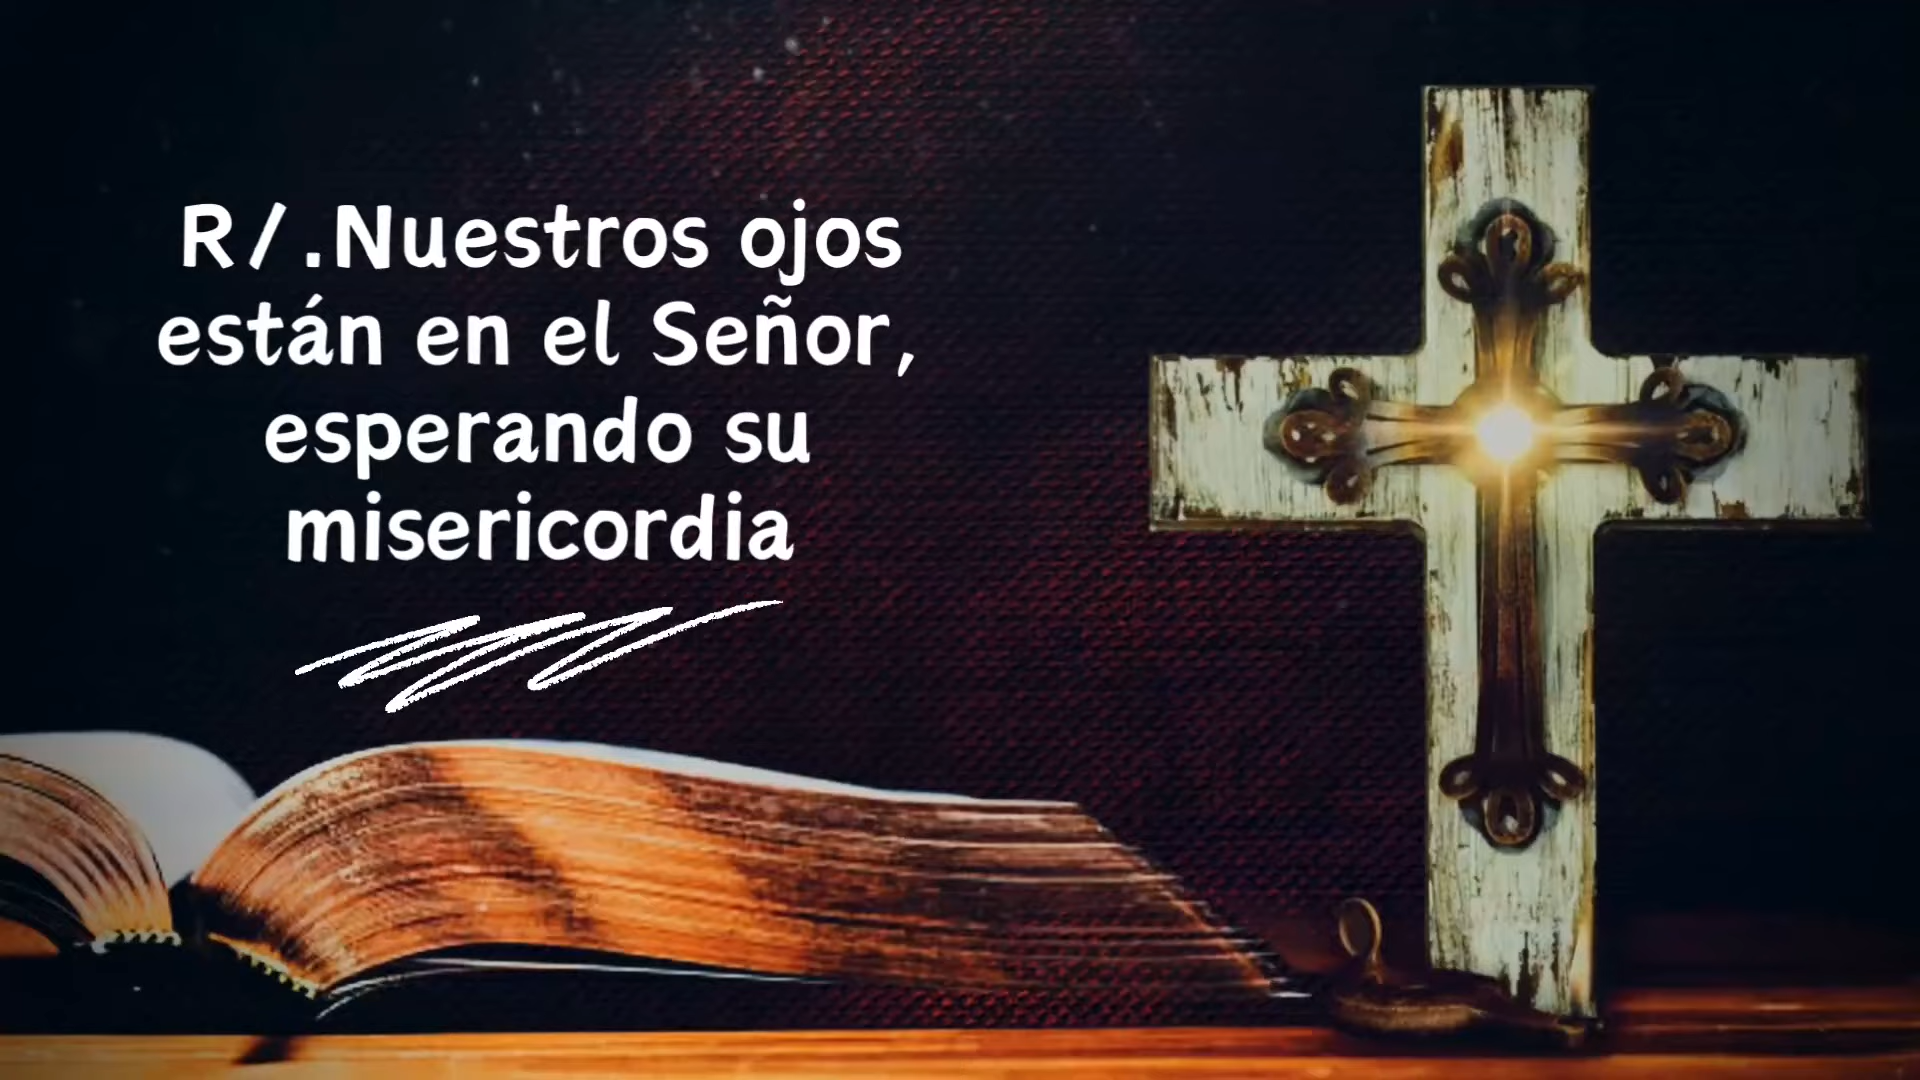 R/.Nuestros ojos
están en el Señor,
esperando su
misericordia